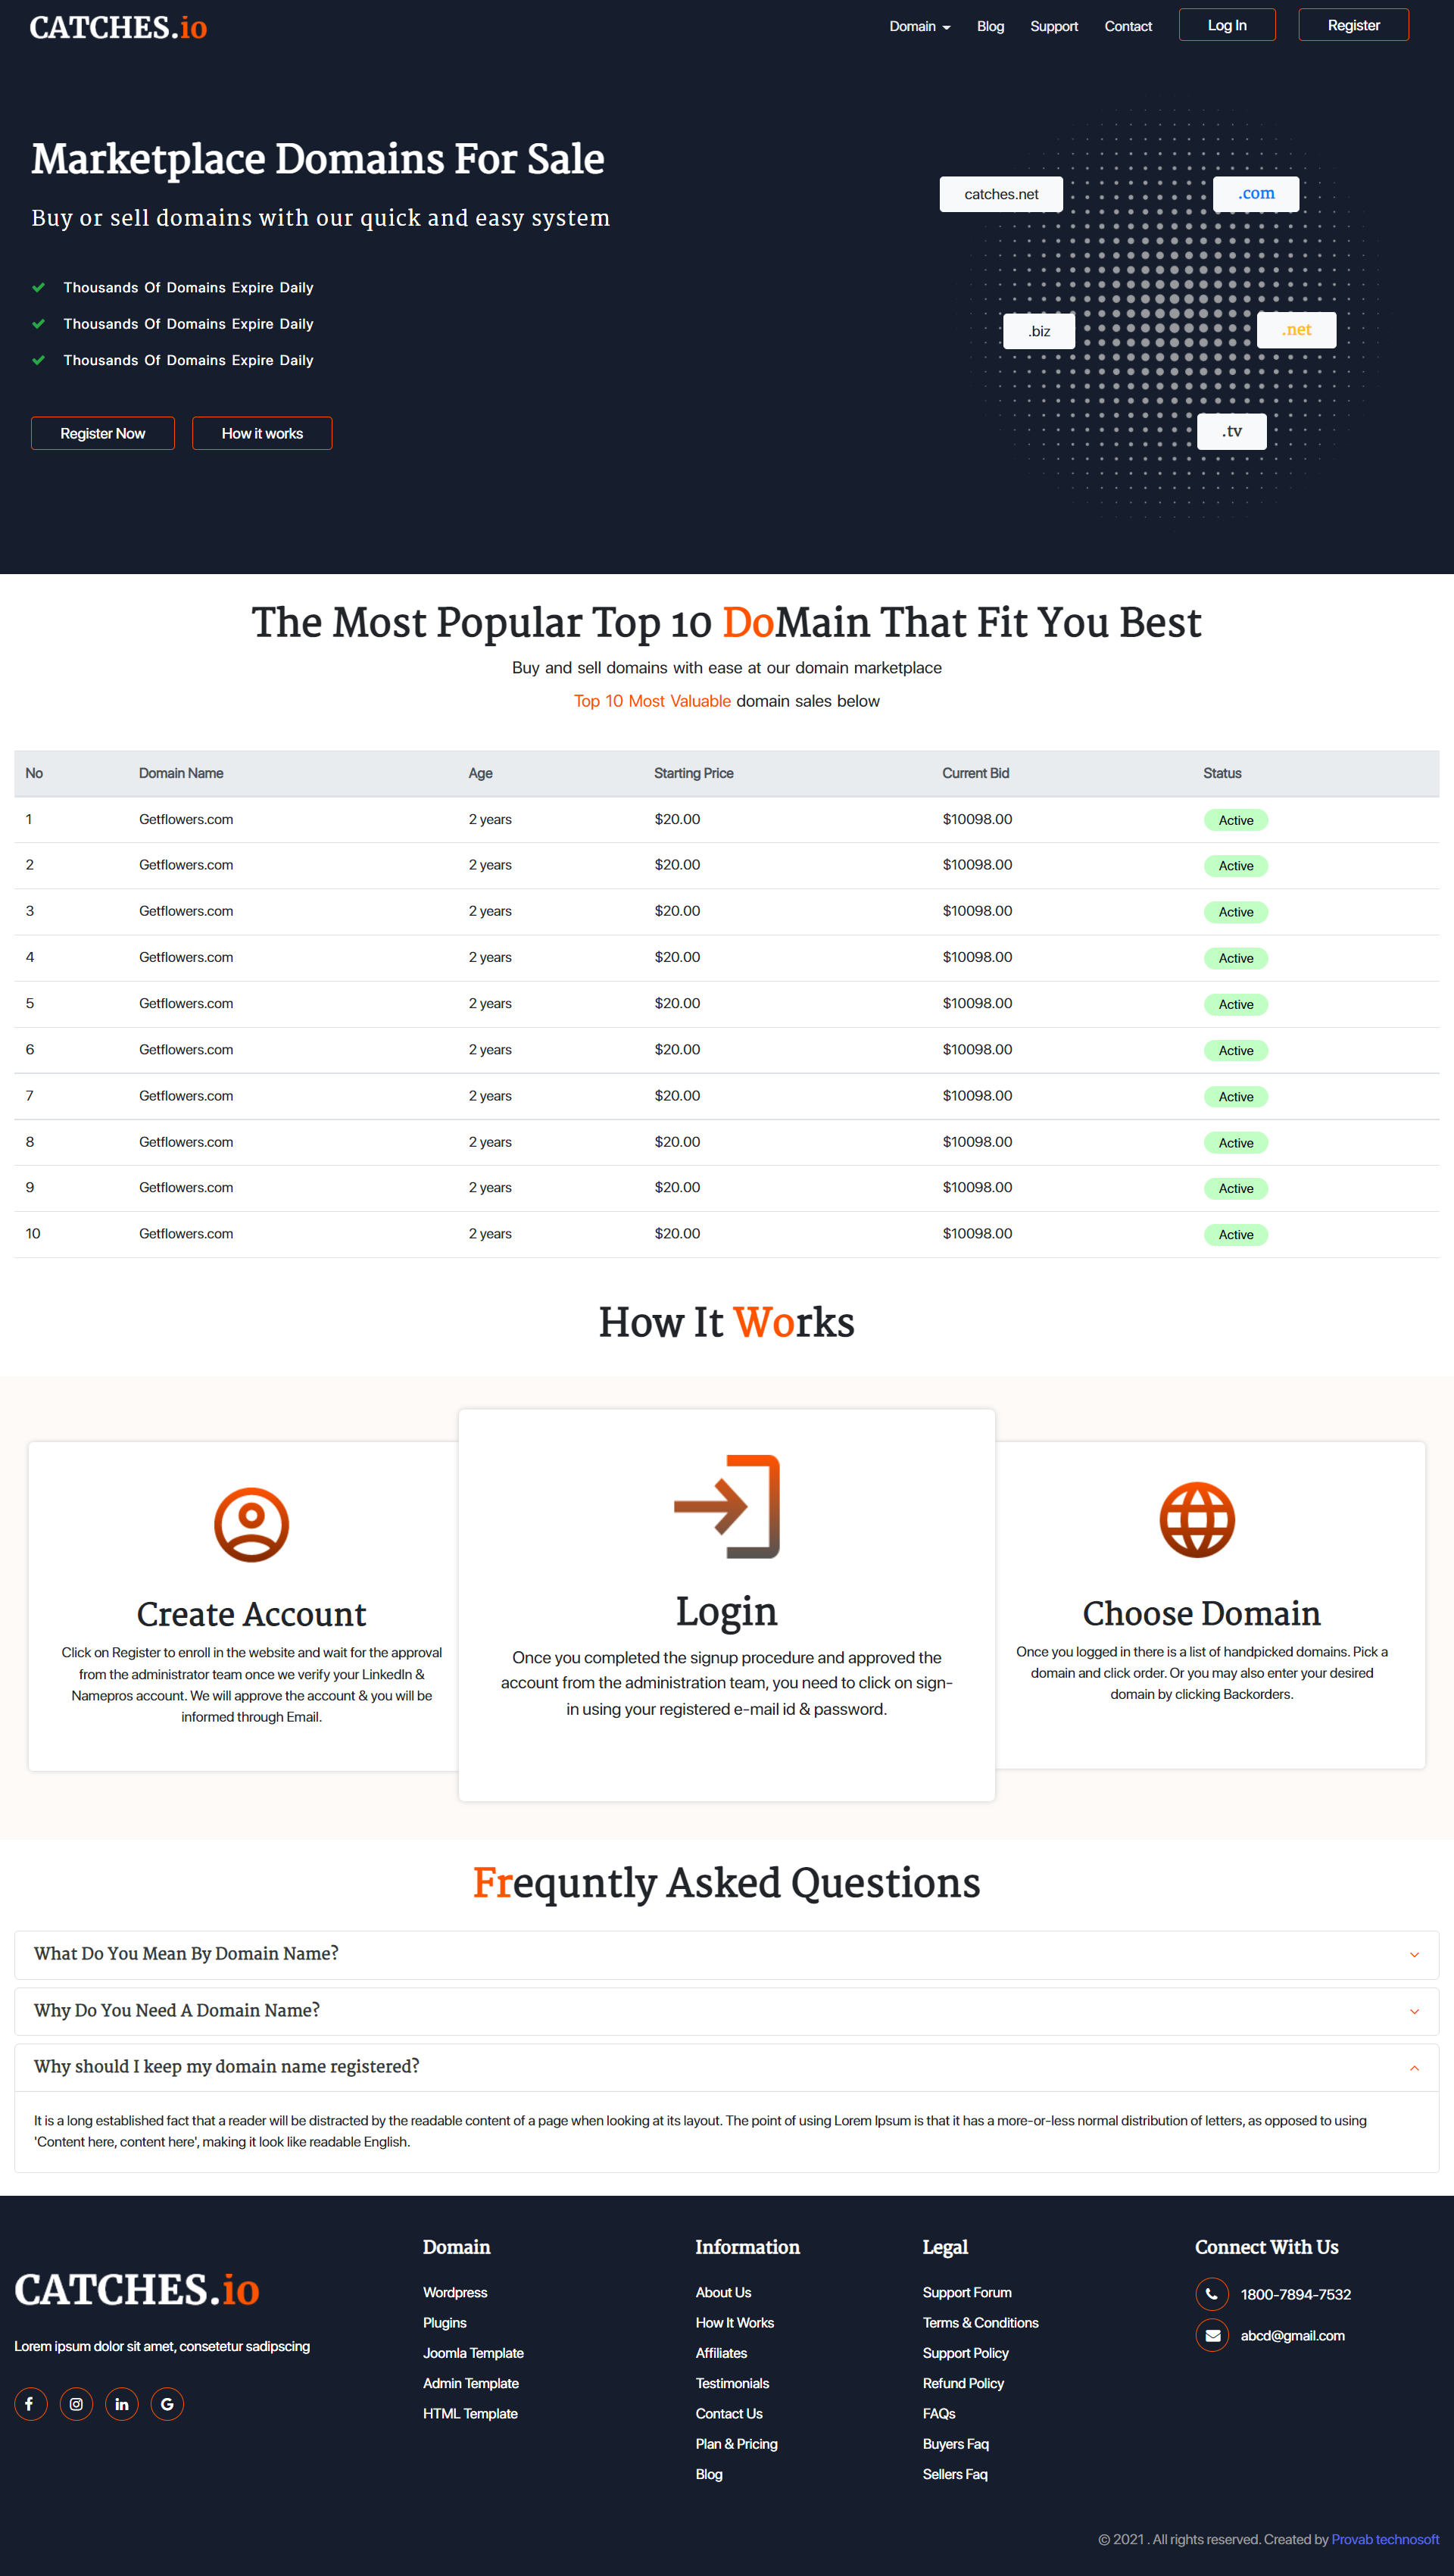 CATCHES.io
Domain Blog Support Contact Log In Register
Marketplace Domains For Sale
Buy or sell domains with our quick and easy system
Thousands Of Domains Expire Daily
Thousands Of Domains Expire Daily
Thousands Of Domains Expire Daily
Register Now How it works
catches.net
.com
.biz
.net
.tv
The Most Popular Top 10 DoMain That Fit You Best
Buy and sell domains with ease at our domain marketplace
Top 10 Most Valuable domain sales below
No Domain Name Age Starting Price Current Bid Status
1 Getflowers.com 2 years $20.00 $10098.00 Active
2 Getflowers.com 2 years $20.00 $10098.00 Active
3 Getflowers.com 2 years $20.00 $10098.00 Active
4 Getflowers.com 2 years $20.00 $10098.00 Active
5 Getflowers.com 2 years $20.00 $10098.00 Active
6 Getflowers.com 2 years $20.00 $10098.00 Active
7 Getflowers.com 2 years $20.00 $10098.00 Active
8 Getflowers.com 2 years $20.00 $10098.00 Active
9 Getflowers.com 2 years $20.00 $10098.00 Active
10 Getflowers.com 2 years $20.00 $10098.00 Active
How It Works
Create Account
Click on Register to enroll in the website and wait for the approval
from the administrator team once we verify your LinkedIn &
Namepros account. We will approve the account & you will be
informed through Email.
Login
Once you completed the signup procedure and approved the
account from the administration team, you need to click on sign-
in using your registered e-mail id & password.
Choose Domain
Once you logged in there is a list of handpicked domains. Pick a
domain and click order. Or you may also enter your desired
domain by clicking Backorders.
Frequntly Asked Questions
What Do You Mean By Domain Name?
Why Do You Need A Domain Name?
Why should I keep my domain name registered?
It is a long established fact that a reader will be distracted by the readable content of a page when looking at its layout. The point of using Lorem Ipsum is that it has a more-or-less normal distribution of letters, as opposed to using
'Content here, content here', making it look like readable English.
CATCHES.io
Lorem ipsum dolor sit amet, consetetur sadipscing
Domain
Wordpress
Plugins
Joomla Template
Admin Template
HTML Template
Information
About Us
How It Works
Affiliates
Testimonials
Contact Us
Plan & Pricing
Blog
Legal
Support Forum
Terms & Conditions
Support Policy
Refund Policy
FAQs
Buyers Faq
Sellers Faq
Connect With Us
1800-7894-7532
abcd@gmail.com
© 2021 . All rights reserved. Created by Provab technosoft